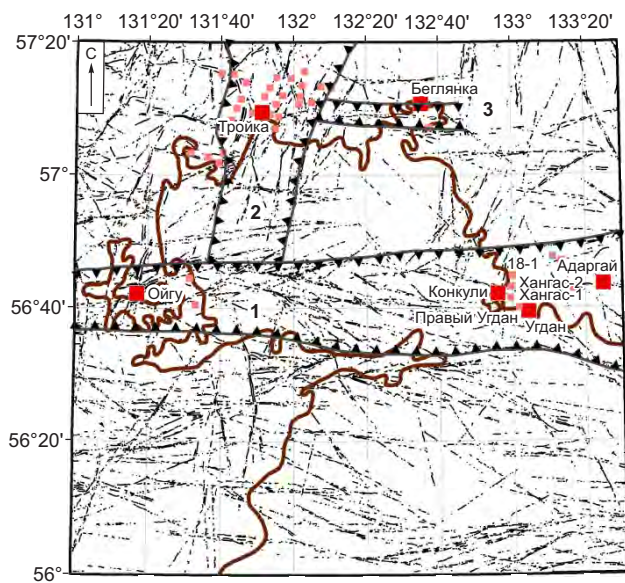 131° 131°20' 131°40' 132° 132°20' 132°40' 133° 133°20'
57°20'
С
Беглянка
3
Тройка
57°
2
18-1
Адаргай
Хангас-2
Ойгу
Конкули
Хангас-1
56°40'
1
Правый Угдан
Угдан
56°20'
56°